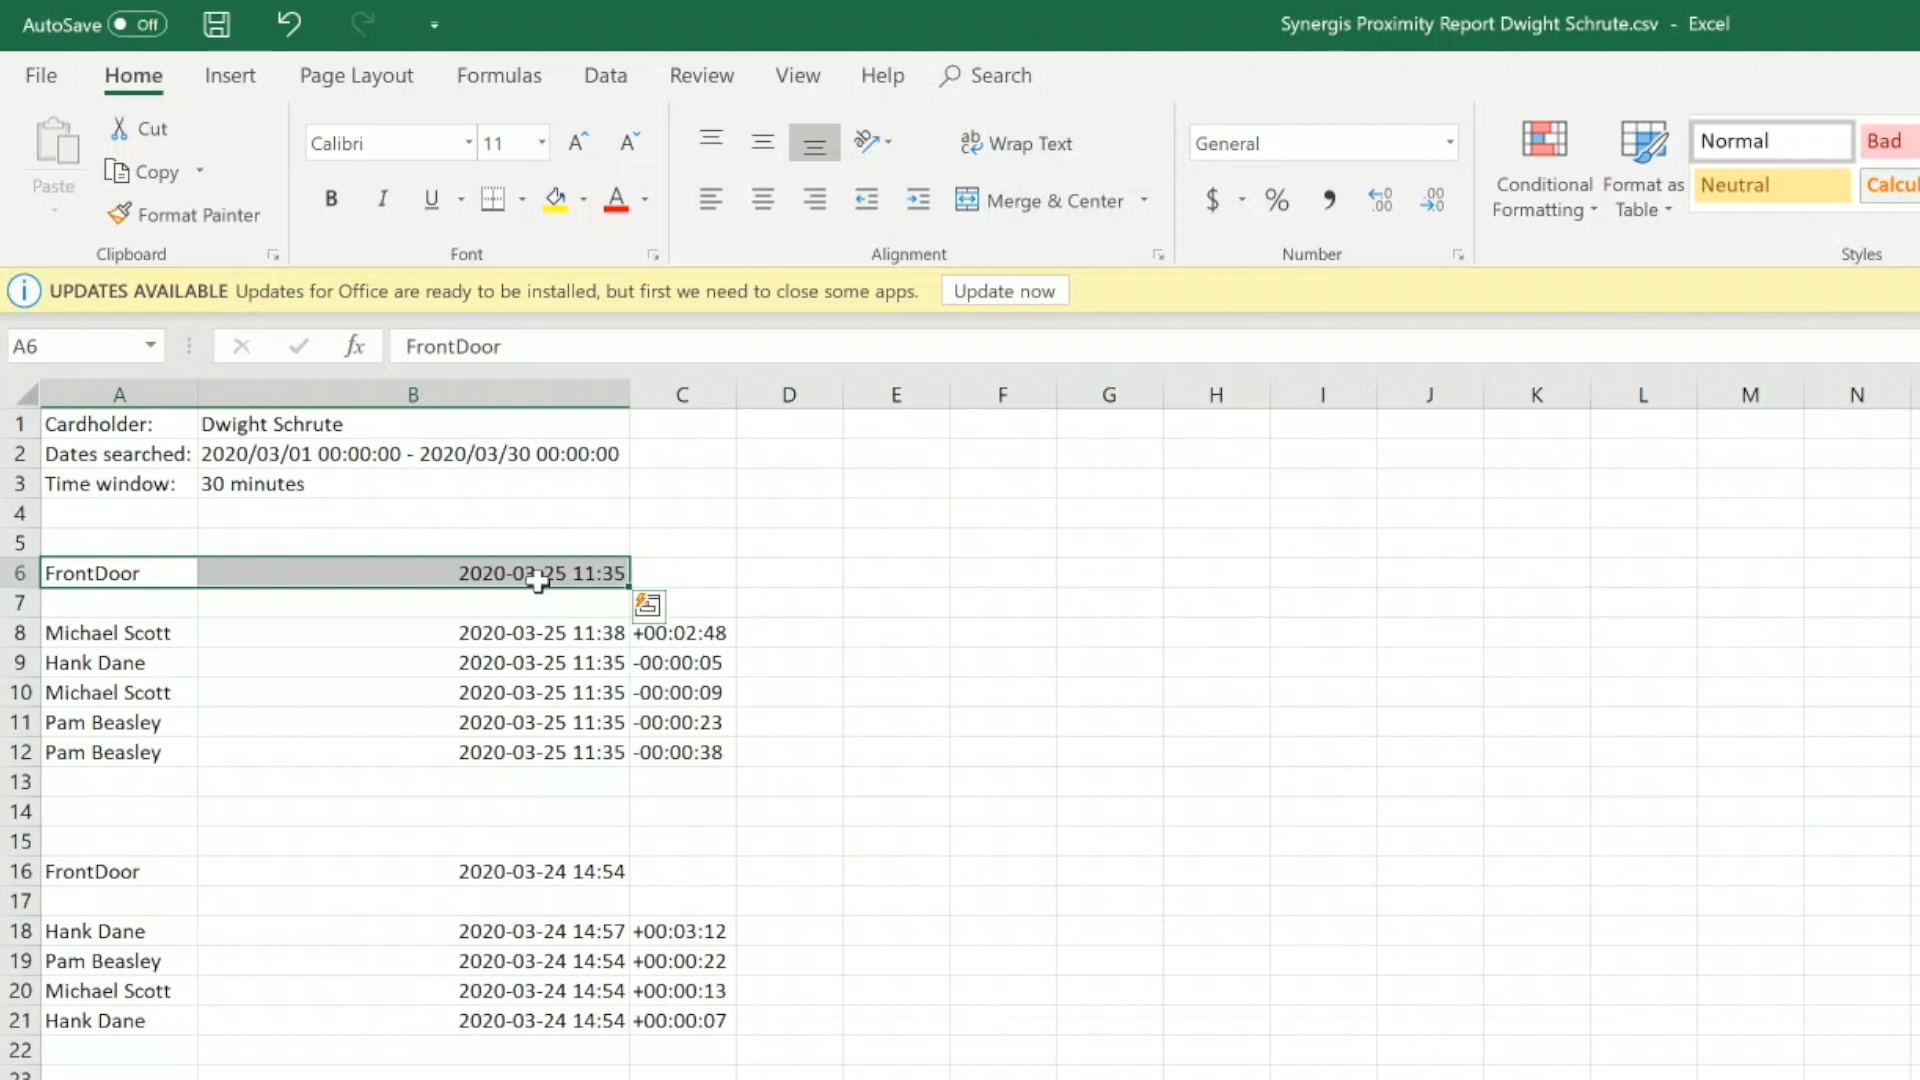 AutoSave Off Synergis Proximity Report Dwight Schrute.csv - Excel
File Home Insert Page Layout Formulas Data Review View Help Search
Paste Cut Copy Format Painter Clipboard
Calibri 11 A A B I U A Font
ab Wrap Text Merge & Center Alignment
General $ % , .00 .00 Number
Conditional Formatting Format as Table Normal Bad Neutral Calcul Styles
UPDATES AVAILABLE Updates for Office are ready to be installed, but first we need to close some apps. Update now
A6 fx FrontDoor
A B C D E F G H I J K L M N
1 Cardholder: Dwight Schrute
2 Dates searched: 2020/03/01 00:00:00 - 2020/03/30 00:00:00
3 Time window: 30 minutes
4
5
6 FrontDoor 2020-03-25 11:35
7
8 Michael Scott 2020-03-25 11:38 +00:02:48
9 Hank Dane 2020-03-25 11:35 -00:00:05
10 Michael Scott 2020-03-25 11:35 -00:00:09
11 Pam Beasley 2020-03-25 11:35 -00:00:23
12 Pam Beasley 2020-03-25 11:35 -00:00:38
13
14
15
16 FrontDoor 2020-03-24 14:54
17
18 Hank Dane 2020-03-24 14:57 +00:03:12
19 Pam Beasley 2020-03-24 14:54 +00:00:22
20 Michael Scott 2020-03-24 14:54 +00:00:13
21 Hank Dane 2020-03-24 14:54 +00:00:07
22
23